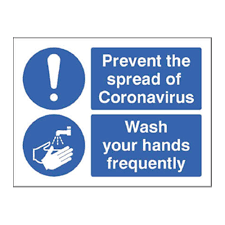 Prevent the
spread of
Coronavirus
Wash
your hands
frequently